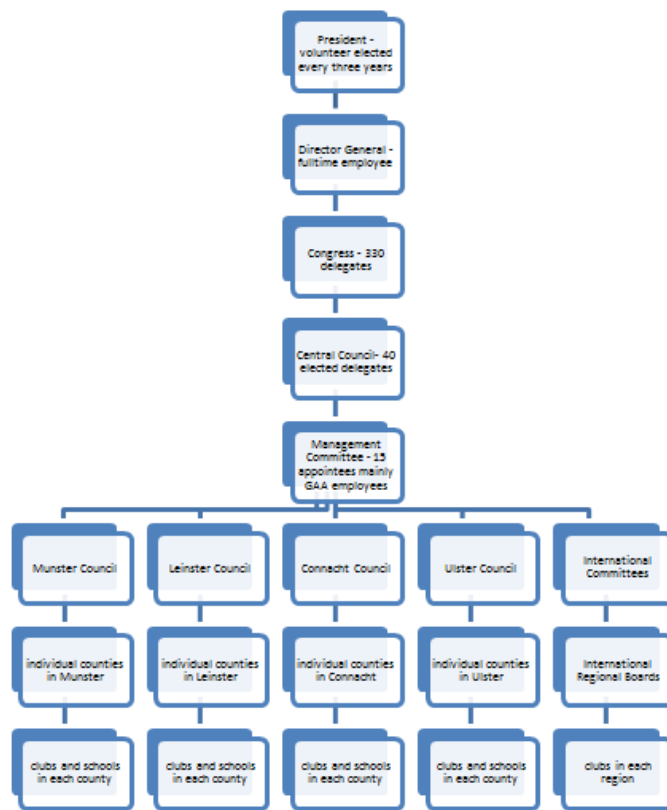 President -
volunteer elected
every three years
Director General -
fulltime employee
Congress - 330
delegates
Central Council- 40
elected delegates
Management
Committee - 15
appointees mainly
GAA employees
Munster Council
Leinster Council
Connacht Council
Ulster Council
International
Committees
individual counties
in Munster
individual counties
in Leinster
individual counties
in Connacht
individual counties
in Ulster
International
Regional Boards
clubs and schools
in each county
clubs and schools
in each county
clubs and schools
in each county
clubs and schools
in each county
clubs in each
region